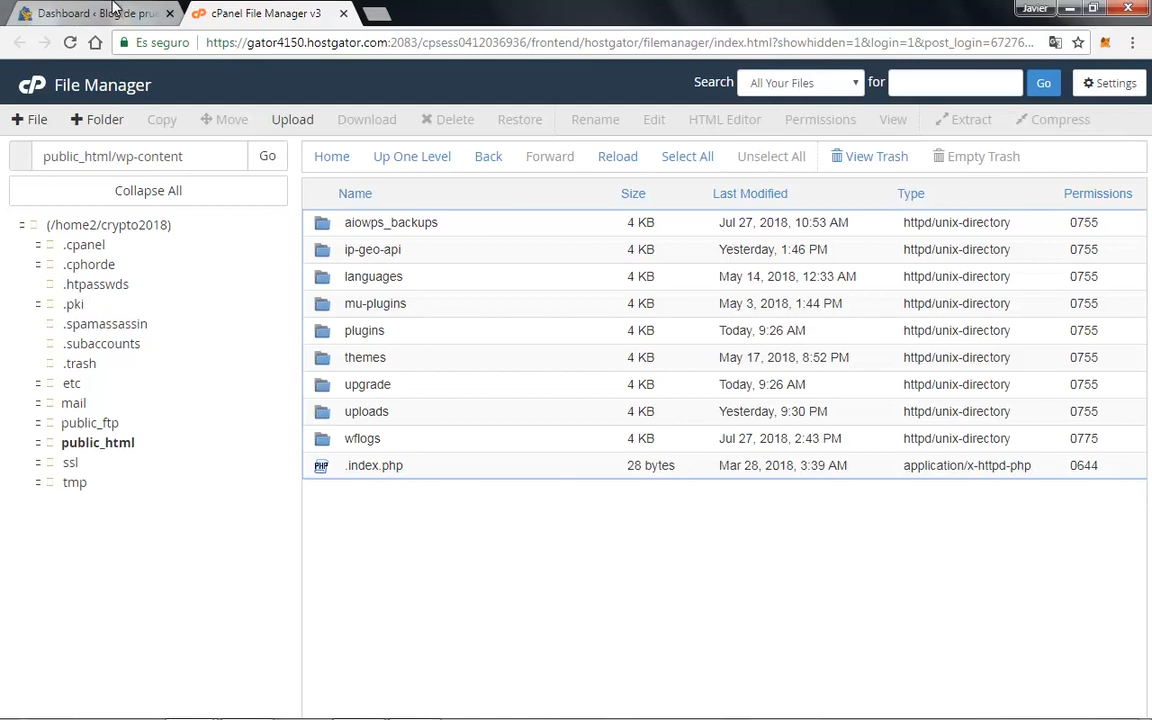 Dashboard ‹ Blog de prue
cPanel File Manager v3
Javier
Es seguro
https://gator4150.hostgator.com:2083/cpsess0412036936/frontend/hostgator/filemanager/index.html?showhidden=1&login=1&post_login=67276...
cP File Manager
Search All Your Files for Go Settings
File Folder Copy Move Upload Download Delete Restore Rename Edit HTML Editor Permissions View Extract Compress
public_html/wp-content Go
Home Up One Level Back Forward Reload Select All Unselect All View Trash Empty Trash
Collapse All
(/home2/crypto2018)
.cpanel
.cphorde
.htpasswds
.pki
.spamassassin
.subaccounts
.trash
etc
mail
public_ftp
public_html
ssl
tmp
Name Size Last Modified Type Permissions
aiowps_backups 4 KB Jul 27, 2018, 10:53 AM httpd/unix-directory 0755
ip-geo-api 4 KB Yesterday, 1:46 PM httpd/unix-directory 0755
languages 4 KB May 14, 2018, 12:33 AM httpd/unix-directory 0755
mu-plugins 4 KB May 3, 2018, 1:44 PM httpd/unix-directory 0755
plugins 4 KB Today, 9:26 AM httpd/unix-directory 0755
themes 4 KB May 17, 2018, 8:52 PM httpd/unix-directory 0755
upgrade 4 KB Today, 9:26 AM httpd/unix-directory 0755
uploads 4 KB Yesterday, 9:30 PM httpd/unix-directory 0755
wflogs 4 KB Jul 27, 2018, 2:43 PM httpd/unix-directory 0775
PHP .index.php 28 bytes Mar 28, 2018, 3:39 AM application/x-httpd-php 0644